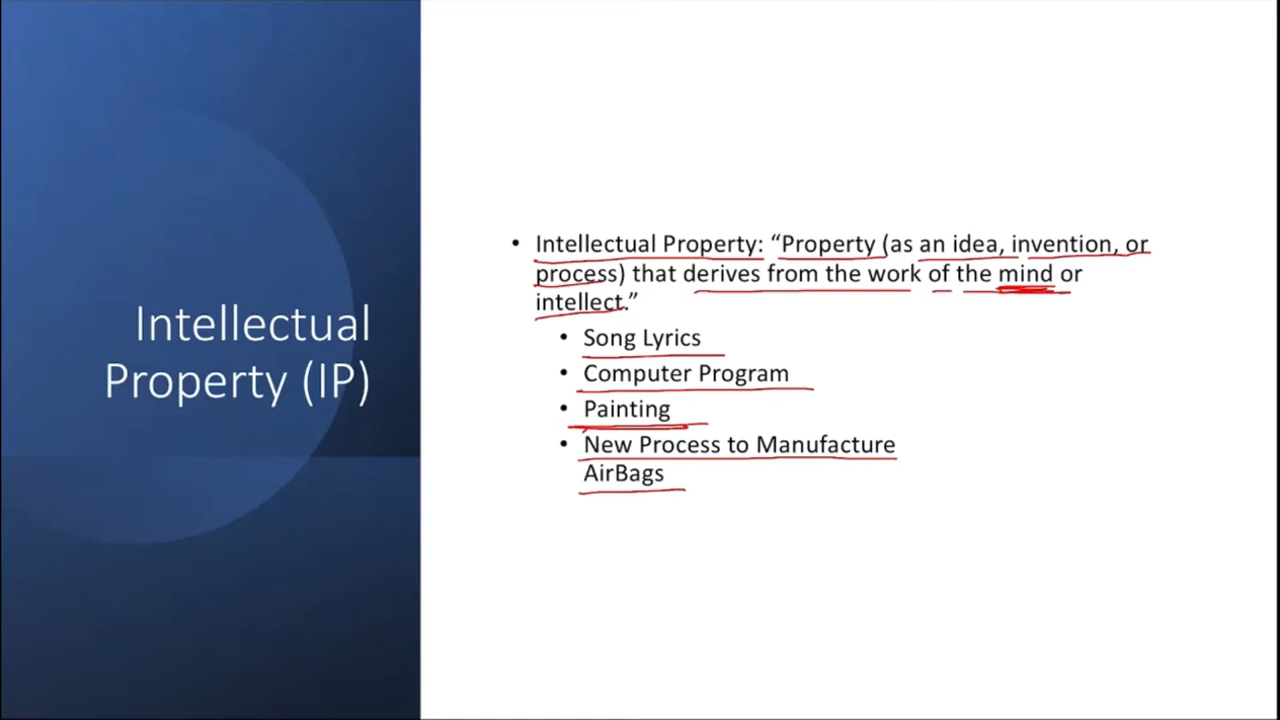 Intellectual
Property (IP)
• Intellectual Property: “Property (as an idea, invention, or
process) that derives from the work of the mind or
intellect.”
• Song Lyrics
• Computer Program
• Painting
• New Process to Manufacture
AirBags